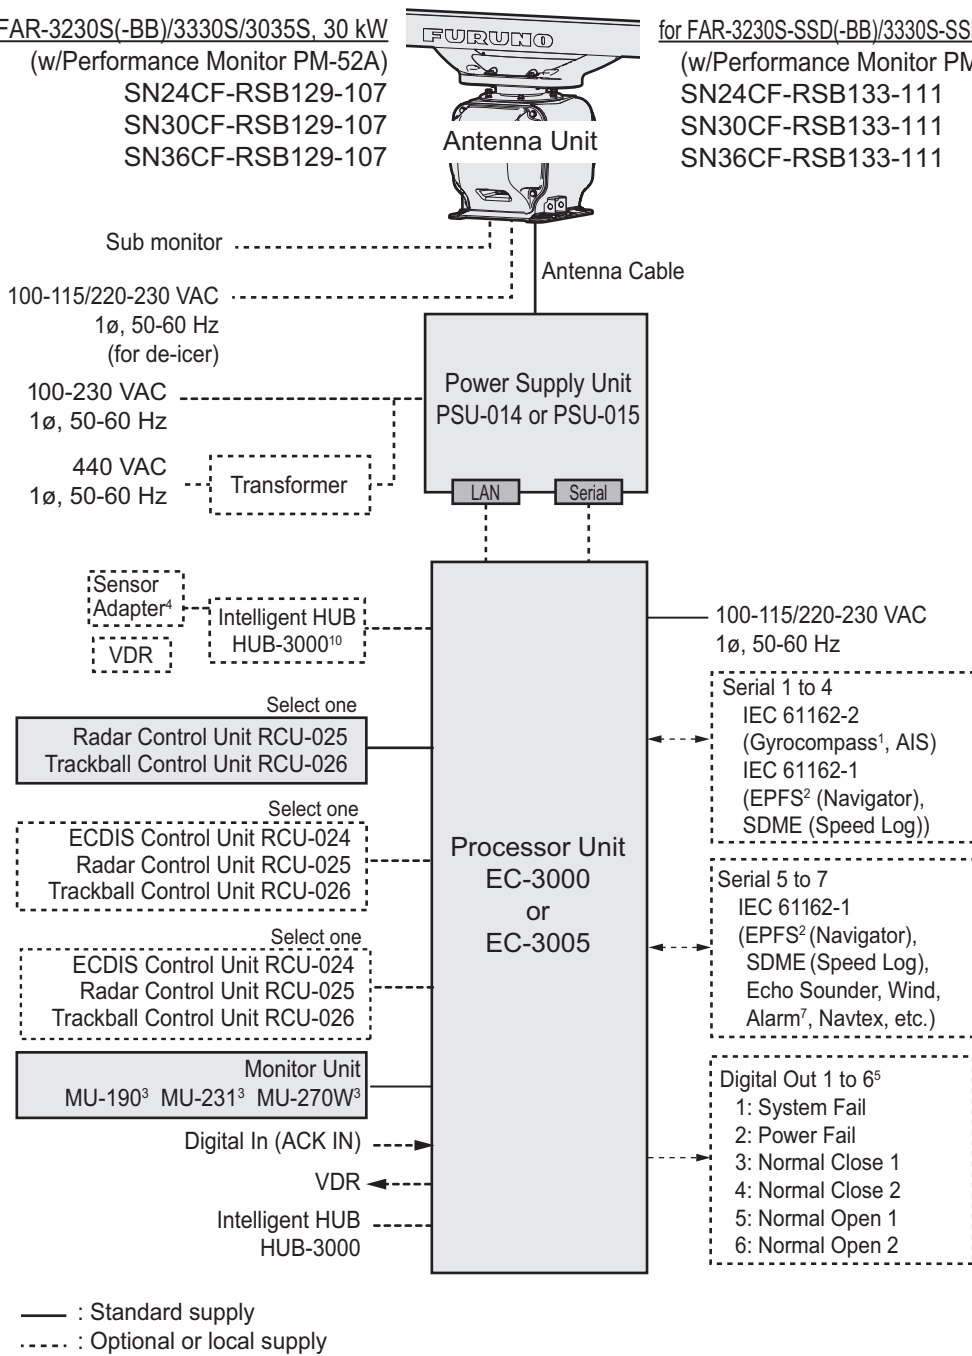 FAR-3230S(-BB)/3330S/3035S, 30 kW
(w/Performance Monitor PM-52A)
SN24CF-RSB129-107
SN30CF-RSB129-107
SN36CF-RSB129-107
FURUNO
Antenna Unit
for FAR-3230S-SSD(-BB)/3330S-SS
(w/Performance Monitor PM
SN24CF-RSB133-111
SN30CF-RSB133-111
SN36CF-RSB133-111
Sub monitor
Antenna Cable
100-115/220-230 VAC
1ø, 50-60 Hz
(for de-icer)
100-230 VAC
1ø, 50-60 Hz
440 VAC
1ø, 50-60 Hz
Transformer
Power Supply Unit
PSU-014 or PSU-015
LAN
Serial
Sensor
Adapter⁴
VDR
Intelligent HUB
HUB-3000¹⁰
100-115/220-230 VAC
1ø, 50-60 Hz
Select one
Radar Control Unit RCU-025
Trackball Control Unit RCU-026
Select one
ECDIS Control Unit RCU-024
Radar Control Unit RCU-025
Trackball Control Unit RCU-026
Select one
ECDIS Control Unit RCU-024
Radar Control Unit RCU-025
Trackball Control Unit RCU-026
Monitor Unit
MU-190³ MU-231³ MU-270W³
Digital In (ACK IN)
VDR
Intelligent HUB
HUB-3000
Processor Unit
EC-3000
or
EC-3005
Serial 1 to 4
IEC 61162-2
(Gyrocompass¹, AIS)
IEC 61162-1
(EPFS² (Navigator),
SDME (Speed Log))
Serial 5 to 7
IEC 61162-1
(EPFS² (Navigator),
SDME (Speed Log),
Echo Sounder, Wind,
Alarm⁷, Navtex, etc.)
Digital Out 1 to 6⁵
1: System Fail
2: Power Fail
3: Normal Close 1
4: Normal Close 2
5: Normal Open 1
6: Normal Open 2
: Standard supply
: Optional or local supply